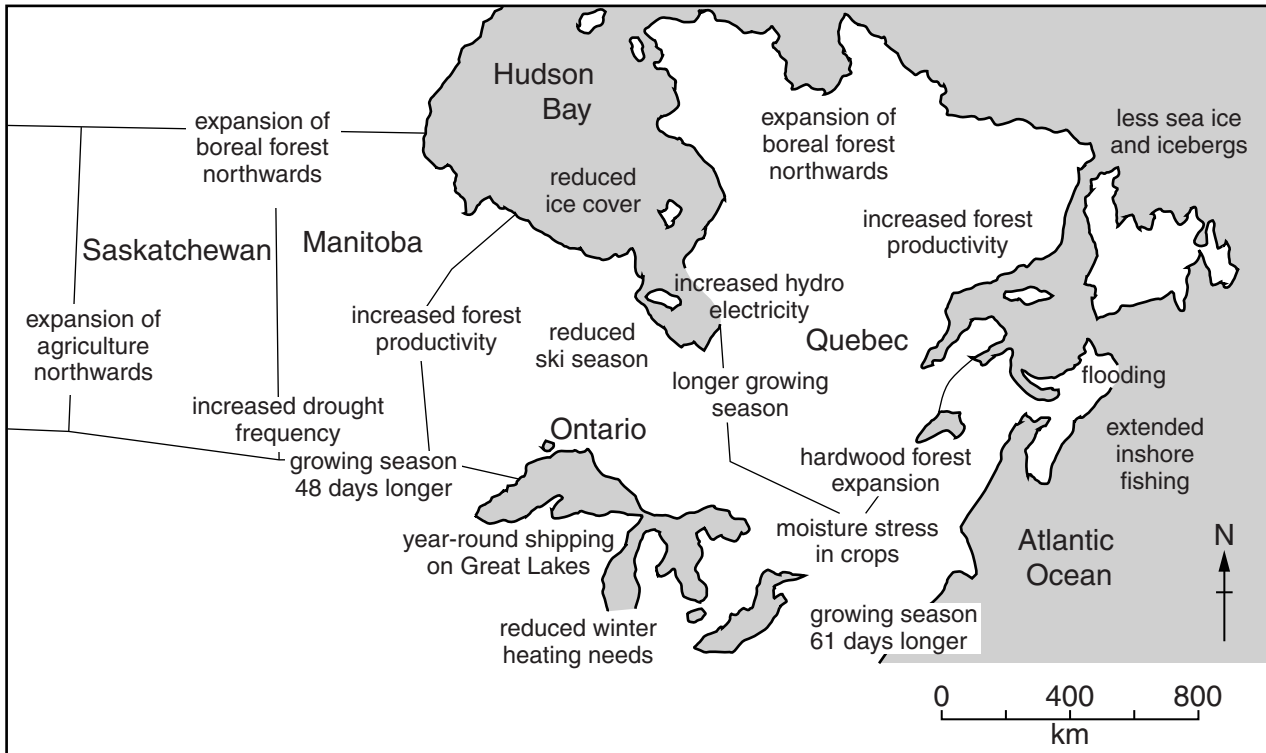 Hudson
Bay
expansion of
boreal forest
northwards
expansion of
boreal forest
northwards
less sea ice
and icebergs
reduced
ice cover
increased forest
productivity
Saskatchewan
Manitoba
increased hydro
electricity
expansion of
agriculture
northwards
increased forest
productivity
reduced
ski season
Quebec
longer growing
season
flooding
increased drought
frequency
Ontario
extended
inshore
fishing
growing season
48 days longer
hardwood forest
expansion
year-round shipping
on Great Lakes
moisture stress
in crops
Atlantic
Ocean
N
reduced winter
heating needs
growing season
61 days longer
0 400 800
km